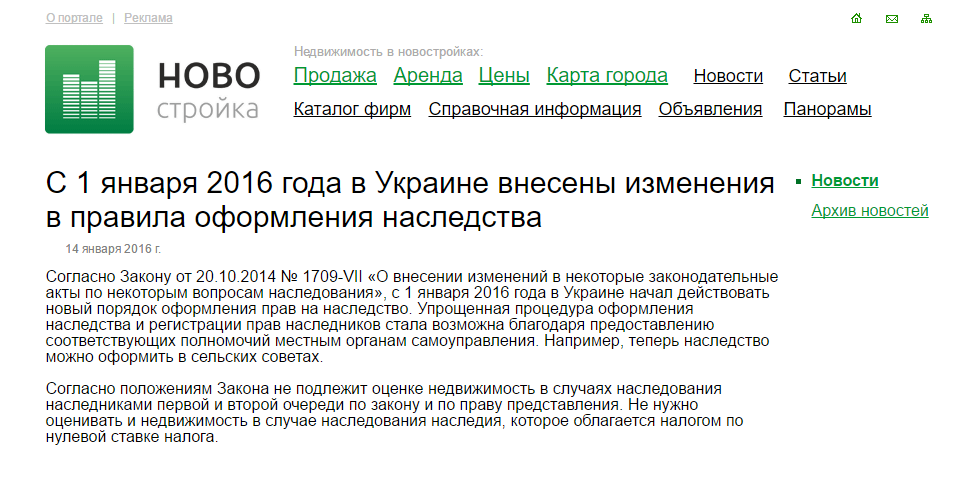 О портале | Реклама
НОВО
стройка
Недвижимость в новостройках:
Продажа Аренда Цены Карта города Новости Статьи
Каталог фирм Справочная информация Объявления Панорамы
С 1 января 2016 года в Украине внесены изменения
в правила оформления наследства
14 января 2016 г.
Согласно Закону от 20.10.2014 № 1709-VII «О внесении изменений в некоторые законодательные
акты по некоторым вопросам наследования», с 1 января 2016 года в Украине начал действовать
новый порядок оформления прав на наследство. Упрощенная процедура оформления
наследства и регистрации прав наследников стала возможна благодаря предоставлению
соответствующих полномочий местным органам самоуправления. Например, теперь наследство
можно оформить в сельских советах.
Согласно положениям Закона не подлежит оценке недвижимость в случаях наследования
наследниками первой и второй очереди по закону и по праву представления. Не нужно
оценивать и недвижимость в случае наследования наследия, которое облагается налогом по
нулевой ставке налога.
Новости
Архив новостей